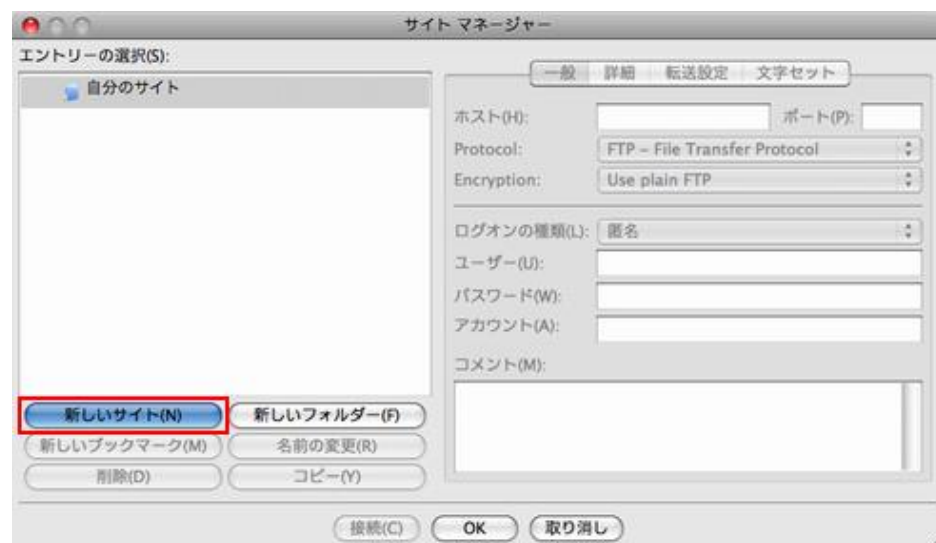 サイト マネージャー
エントリーの選択(S):
自分のサイト
一般 詳細 転送設定 文字セット
ホスト(H): ポート(P):
Protocol: FTP – File Transfer Protocol
Encryption: Use plain FTP
ログオンの種類(L): 匿名
ユーザー(U):
パスワード(W):
アカウント(A):
コメント(M):
新しいサイト(N) 新しいフォルダー(F)
新しいブックマーク(M) 名前の変更(R)
削除(D) コピー(Y)
接続(C) OK 取り消し